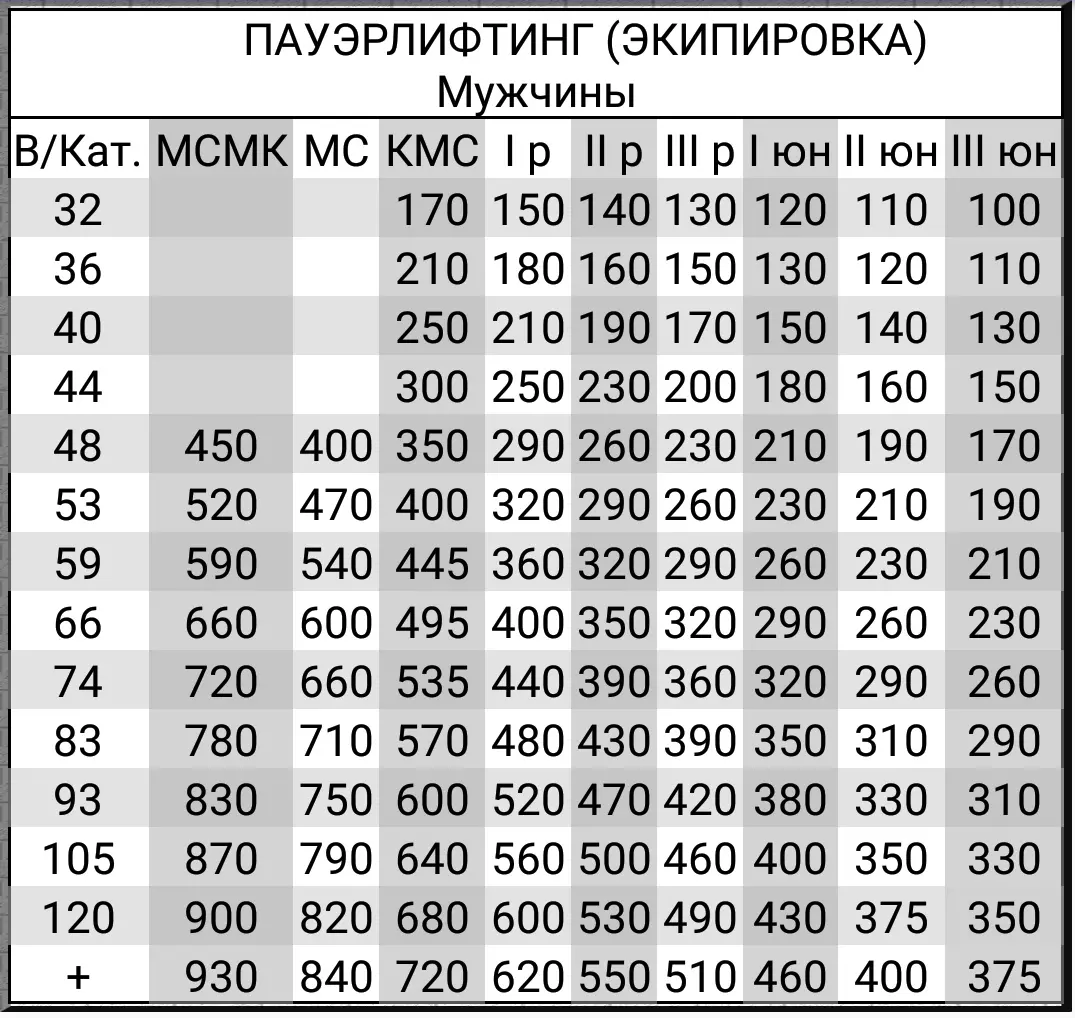 ПАУЭРЛИФТИНГ (ЭКИПИРОВКА)
Мужчины
В/Кат. МСМК МС КМС I р II р III р I юн II юн III юн
32 170 150 140 130 120 110 100
36 210 180 160 150 130 120 110
40 250 210 190 170 150 140 130
44 300 250 230 200 180 160 150
48 450 400 350 290 260 230 210 190 170
53 520 470 400 320 290 260 230 210 190
59 590 540 445 360 320 290 260 230 210
66 660 600 495 400 350 320 290 260 230
74 720 660 535 440 390 360 320 290 260
83 780 710 570 480 430 390 350 310 290
93 830 750 600 520 470 420 380 330 310
105 870 790 640 560 500 460 400 350 330
120 900 820 680 600 530 490 430 375 350
+ 930 840 720 620 550 510 460 400 375